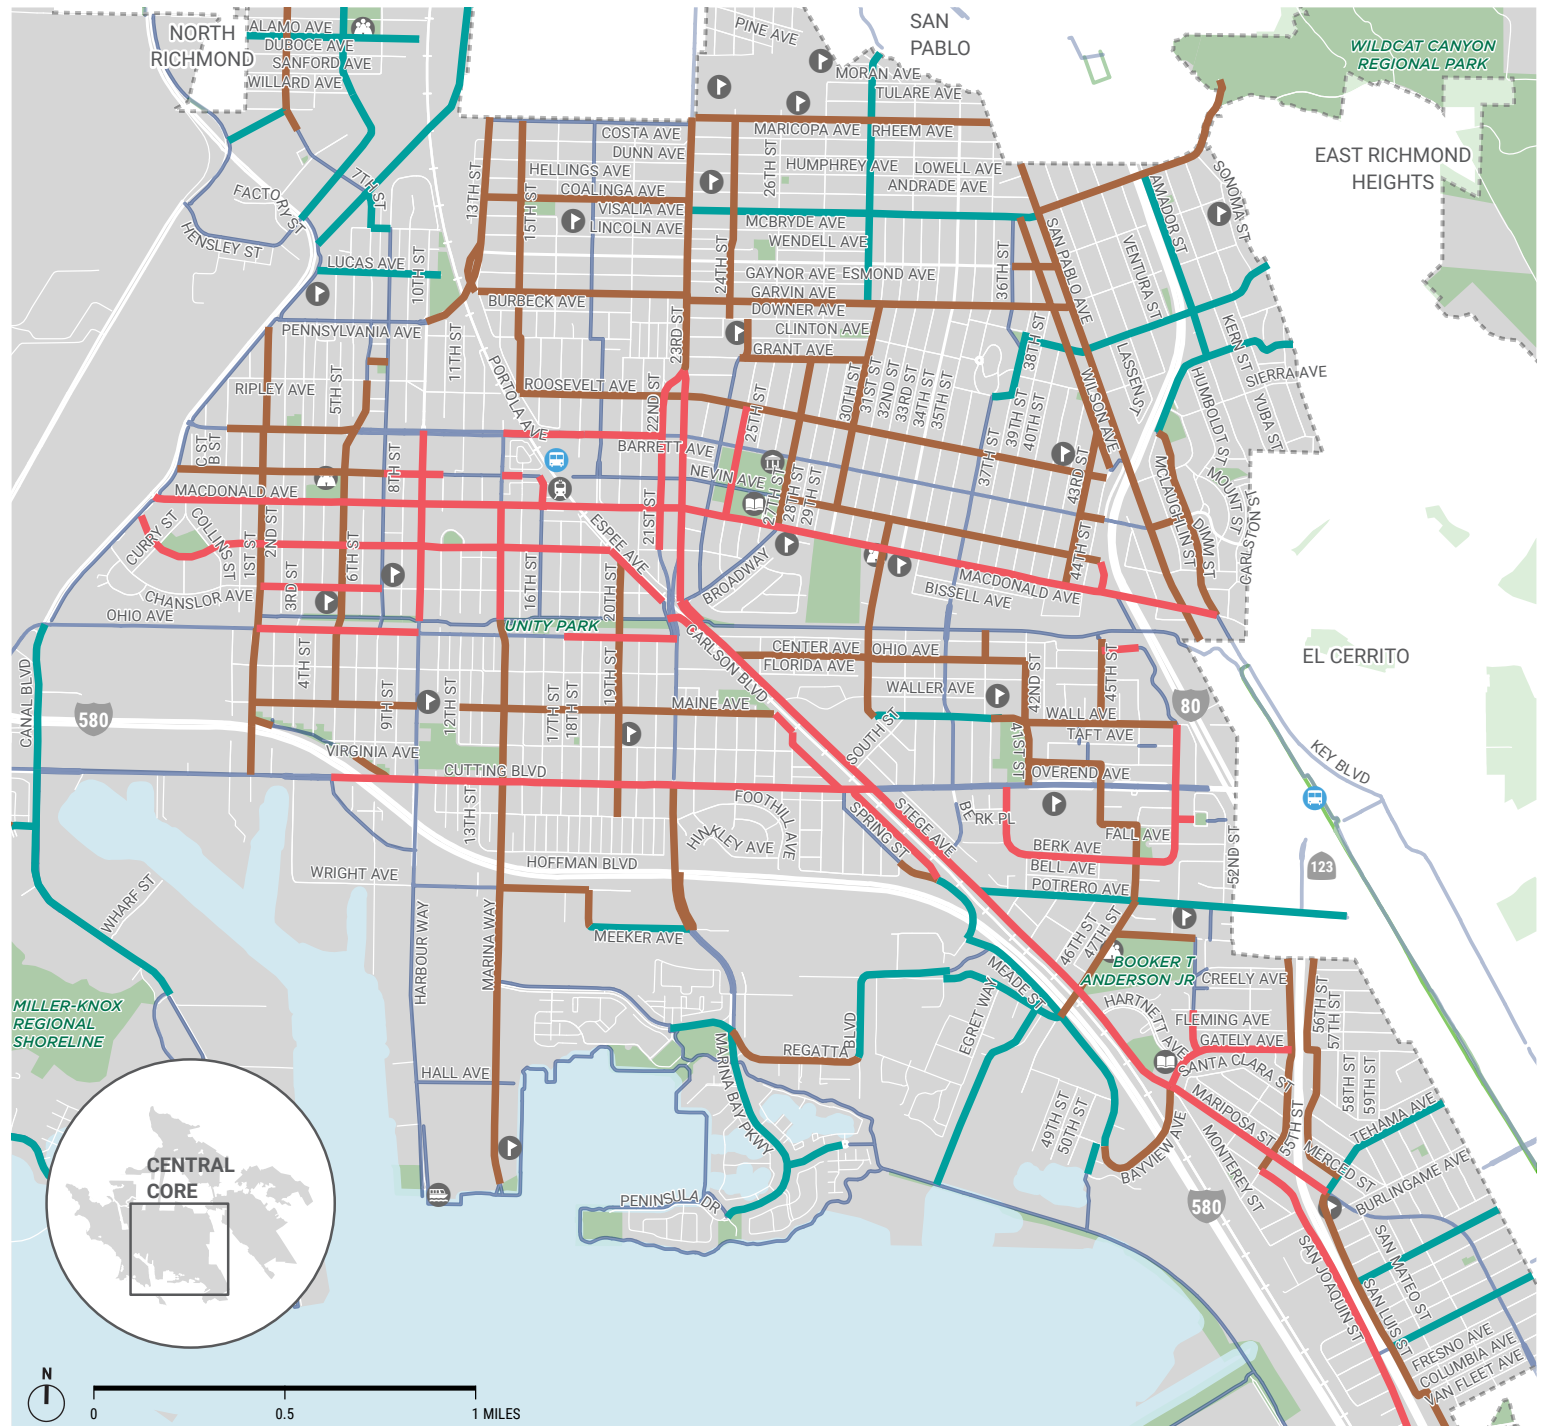 NORTH
RICHMOND
ALAMO AVE
DUBOCE AVE
SANFORD AVE
WILLARD AVE
PINE AVE
SAN
PABLO
MORAN AVE
TULARE AVE
WILDCAT CANYON
REGIONAL PARK
COSTA AVE
DUNN AVE
MARICOPA AVE
RHEEM AVE
EAST RICHMOND
HEIGHTS
HELLINGS AVE
COALINGA AVE
VISALIA AVE
LINCOLN AVE
26TH ST
HUMPHREY AVE
LOWELL AVE
ANDRADE AVE
AMADOR ST
SONOMA ST
FACTORY ST
HENSLEY ST
7TH ST
13TH ST
15TH ST
MCBRYDE AVE
WENDELL AVE
24TH ST
GAYNOR AVE
ESMOND AVE
GARVIN AVE
36TH ST
SAN PABLO AVE
VENTURA ST
LUCAS AVE
10TH ST
BURBECK AVE
DOWNER AVE
CLINTON AVE
GRANT AVE
PENNSYLVANIA AVE
11TH ST
PORTOLA AVE
23RD ST
38TH ST
LASSEN ST
KERN ST
SIERRA AVE
HUMBOLDT ST
YUBA ST
RIPLEY AVE
5TH ST
ROOSEVELT AVE
22ND ST
25TH ST
30TH ST
31ST ST
32ND ST
33RD ST
34TH ST
35TH ST
39TH ST
40TH ST
WILSON AVE
C ST
B ST
8TH ST
BARRETT AVE
NEVIN AVE
27TH ST
28TH ST
29TH ST
37TH ST
43RD ST
MCLAUGHLIN ST
MOUNT ST
DIMM ST
CARLSTON ST
MACDONALD AVE
CURRY ST
COLLINS ST
1ST ST
2ND ST
3RD ST
6TH ST
ESPEE AVE
21ST ST
16TH ST
20TH ST
BROADWAY
44TH ST
MACDONALD AVE
BISSELL AVE
CHANSLOR AVE
OHIO AVE
UNITY PARK
CARLSON BLVD
CENTER AVE
OHIO AVE
FLORIDA AVE
EL CERRITO
CANAL BLVD
580
4TH ST
9TH ST
12TH ST
17TH ST
18TH ST
19TH ST
MAINE AVE
WALLER AVE
42ND ST
45TH ST
80
WALL AVE
TAFT AVE
41ST ST
SOUTH ST
VIRGINIA AVE
CUTTING BLVD
OVEREND AVE
KEY BLVD
13TH ST
FOOTHILL AVE
HINKLEY AVE
SPRING ST
STEGE AVE
BERK PL
FALL AVE
BERK AVE
BELL AVE
52ND ST
123
WRIGHT AVE
HOFFMAN BLVD
POTRERO AVE
WHARF ST
HARBOUR WAY
MARINA WAY
MEEKER AVE
46TH ST
47TH ST
BOOKER T
ANDERSON JR
MEADE ST
CREELY AVE
56TH ST
57TH ST
MILLER-KNOX
REGIONAL
SHORELINE
EGRET WAY
HARTNETT AVE
FLEMING AVE
GATELY AVE
REGATTA BLVD
SANTA CLARA ST
HALL AVE
MARINA BAY PKWY
49TH ST
50TH ST
MARIPOSA ST
55TH ST
58TH ST
59TH ST
TEHAMA AVE
CENTRAL
CORE
BAYVIEW AVE
MONTEREY ST
MERCED ST
BURLINGAME AVE
PENINSULA DR
580
SAN JOAQUIN ST
SAN MATEO ST
SAN LUIS ST
FRESNO AVE
COLUMBIA AVE
VAN FLEET AVE
N
0
0.5
1 MILES